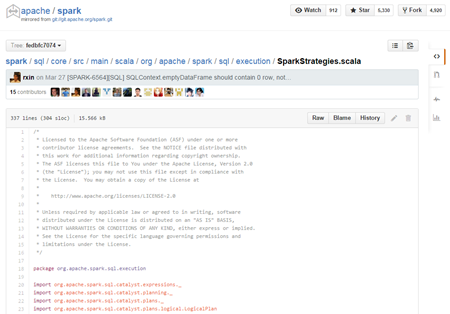 apache / spark
mirrored from git://git.apache.org/spark.git
Watch 912 Star 5,330 Fork 4,920
Tree: fedbfc7074
spark / sql / core / src / main / scala / org / apache / spark / sql / execution / SparkStrategies.scala
rxin on Mar 27 [SPARK-6564][SQL] SQLContext.emptyDataFrame should contain 0 row, not...
15 contributors
337 lines (304 sloc) 15.566 kB Raw Blame History
1 /*
2 * Licensed to the Apache Software Foundation (ASF) under one or more
3 * contributor license agreements. See the NOTICE file distributed with
4 * this work for additional information regarding copyright ownership.
5 * The ASF licenses this file to You under the Apache License, Version 2.0
6 * (the "License"); you may not use this file except in compliance with
7 * the License. You may obtain a copy of the License at
8 *
9 * http://www.apache.org/licenses/LICENSE-2.0
10 *
11 * Unless required by applicable law or agreed to in writing, software
12 * distributed under the License is distributed on an "AS IS" BASIS,
13 * WITHOUT WARRANTIES OR CONDITIONS OF ANY KIND, either express or implied.
14 * See the License for the specific language governing permissions and
15 * limitations under the License.
16 */
17
18 package org.apache.spark.sql.execution
19
20 import org.apache.spark.sql.catalyst.expressions._
21 import org.apache.spark.sql.catalyst.planning._
22 import org.apache.spark.sql.catalyst.plans._
23 import org.apache.spark.sql.catalyst.plans.logical.LogicalPlan